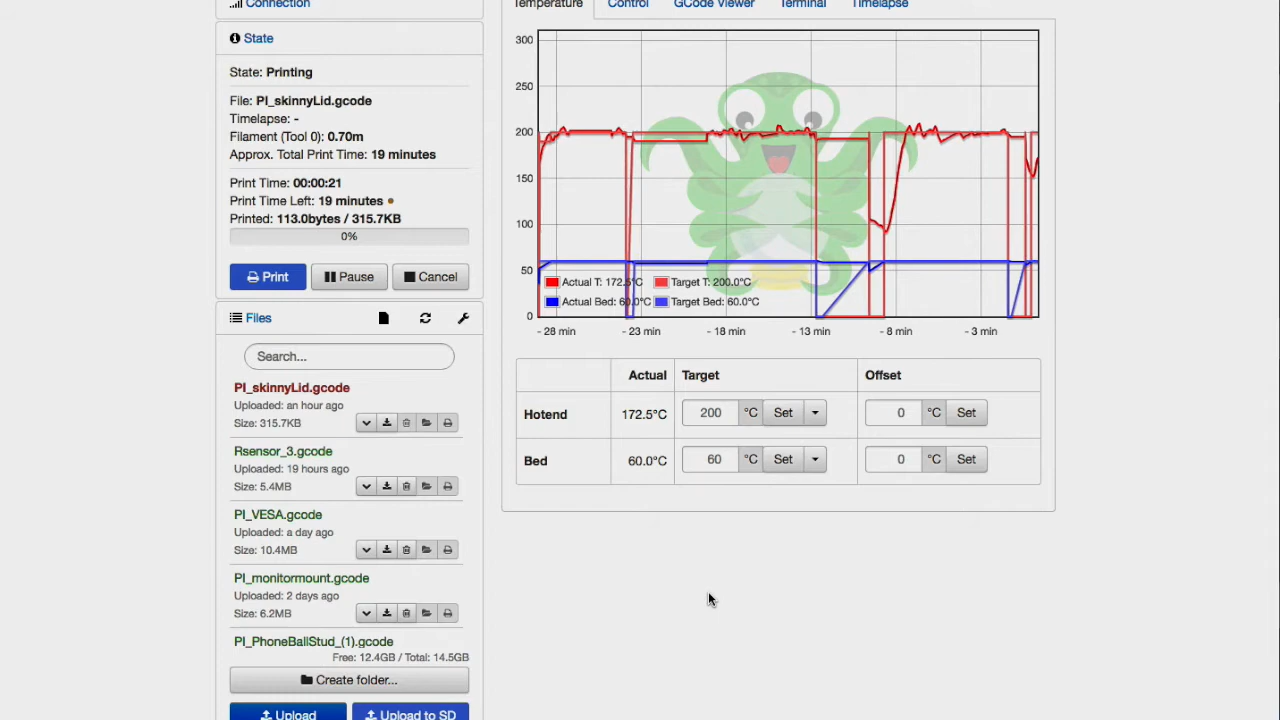 Connection
State
State: Printing
File: PI_skinnyLid.gcode
Timelapse: -
Filament (Tool 0): 0.70m
Approx. Total Print Time: 19 minutes
Print Time: 00:00:21
Print Time Left: 19 minutes
Printed: 113.0bytes / 315.7KB
0%
Print
Pause
Cancel
Files
Search...
PI_skinnyLid.gcode
Uploaded: an hour ago
Size: 315.7KB
Rsensor_3.gcode
Uploaded: 19 hours ago
Size: 5.4MB
PI_VESA.gcode
Uploaded: a day ago
Size: 10.4MB
PI_monitormount.gcode
Uploaded: 2 days ago
Size: 6.2MB
PI_PhoneBallStud_(1).gcode
Free: 12.4GB / Total: 14.5GB
Create folder...
Upload
Upload to SD
Temperature Control GCode Viewer Terminal Timelapse
300
250
200
150
100
50
0
Actual T: 172.5°C Target T: 200.0°C
Actual Bed: 60.0°C Target Bed: 60.0°C
- 28 min - 23 min - 18 min - 13 min - 8 min - 3 min
Actual Target Offset
Hotend 172.5°C 200 °C Set 0 °C Set
Bed 60.0°C 60 °C Set 0 °C Set